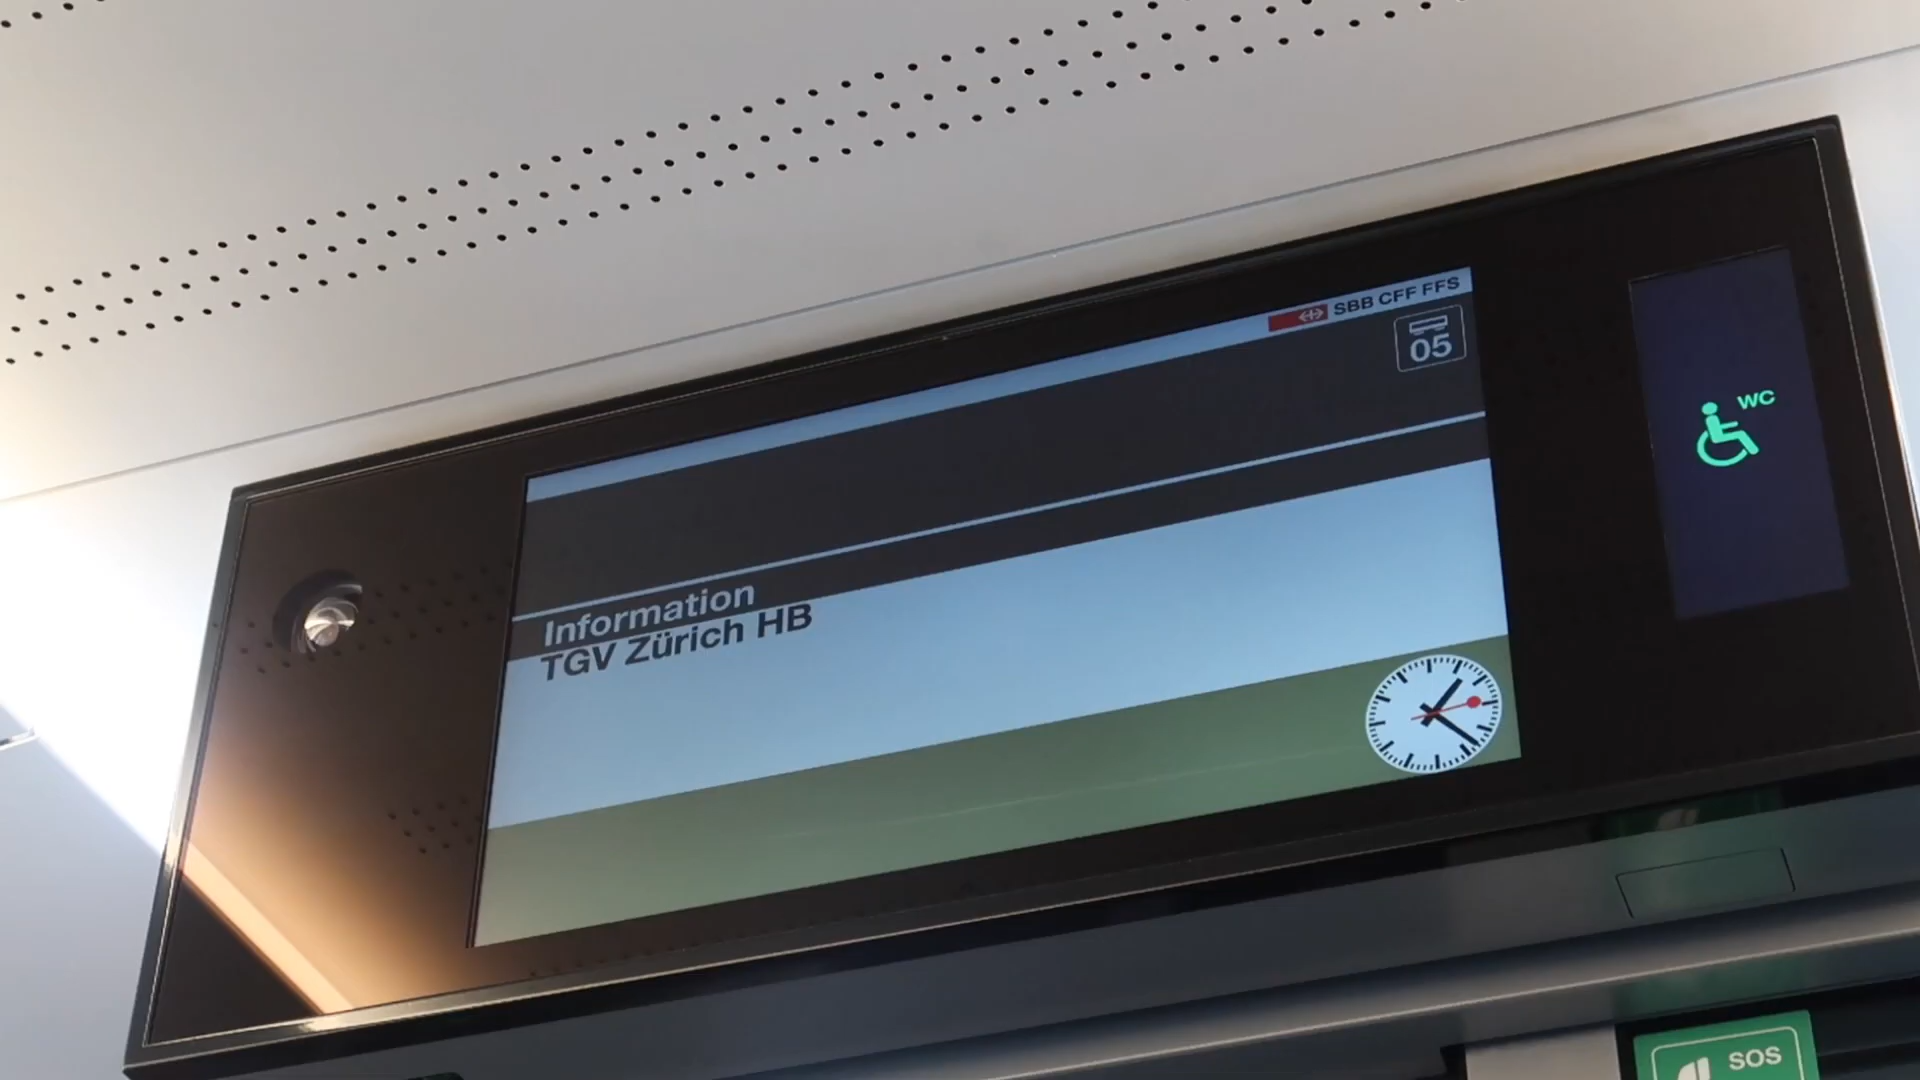 SBB CFF FFS
05
WC
Information
TGV Zürich HB
SOS